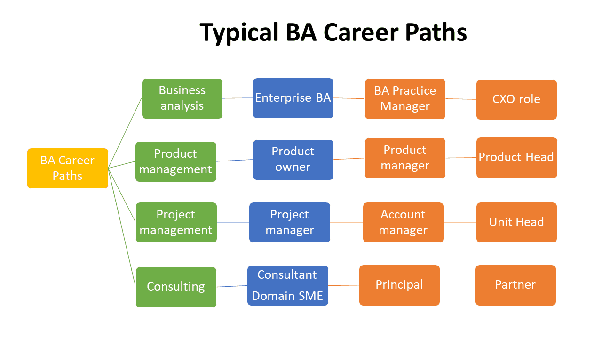 Typical BA Career Paths
BA Career
Paths
Business
analysis
Enterprise BA
BA Practice
Manager
CXO role
Product
management
Product
owner
Product
manager
Product Head
Project
management
Project
manager
Account
manager
Unit Head
Consulting
Consultant
Domain SME
Principal
Partner